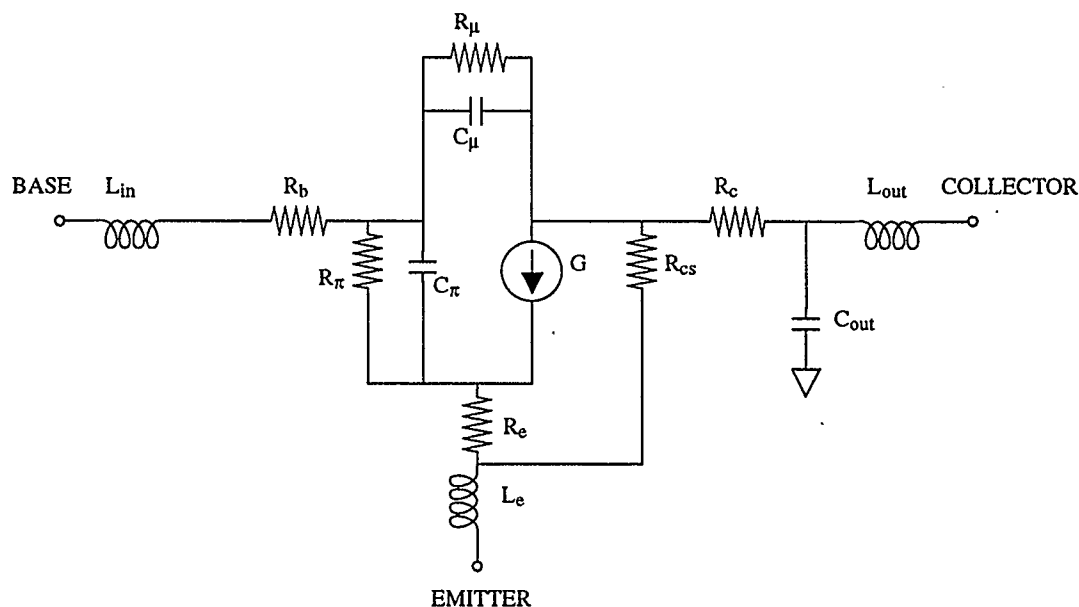 Rμ
Cμ
BASE
Lin
Rb
Rc
Lout
COLLECTOR
Rπ
Cπ
G
Rcs
Cout
Re
Le
EMITTER